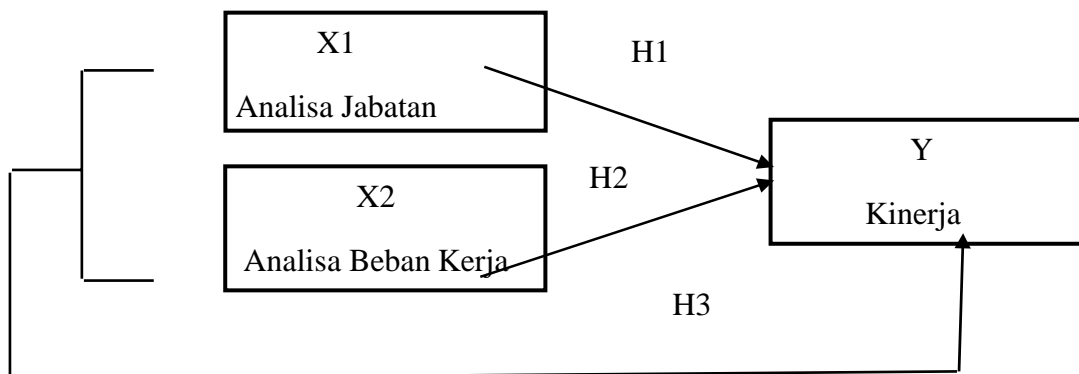 X1
Analisa Jabatan
H1
X2
Analisa Beban Kerja
H2
Y
Kinerja
H3